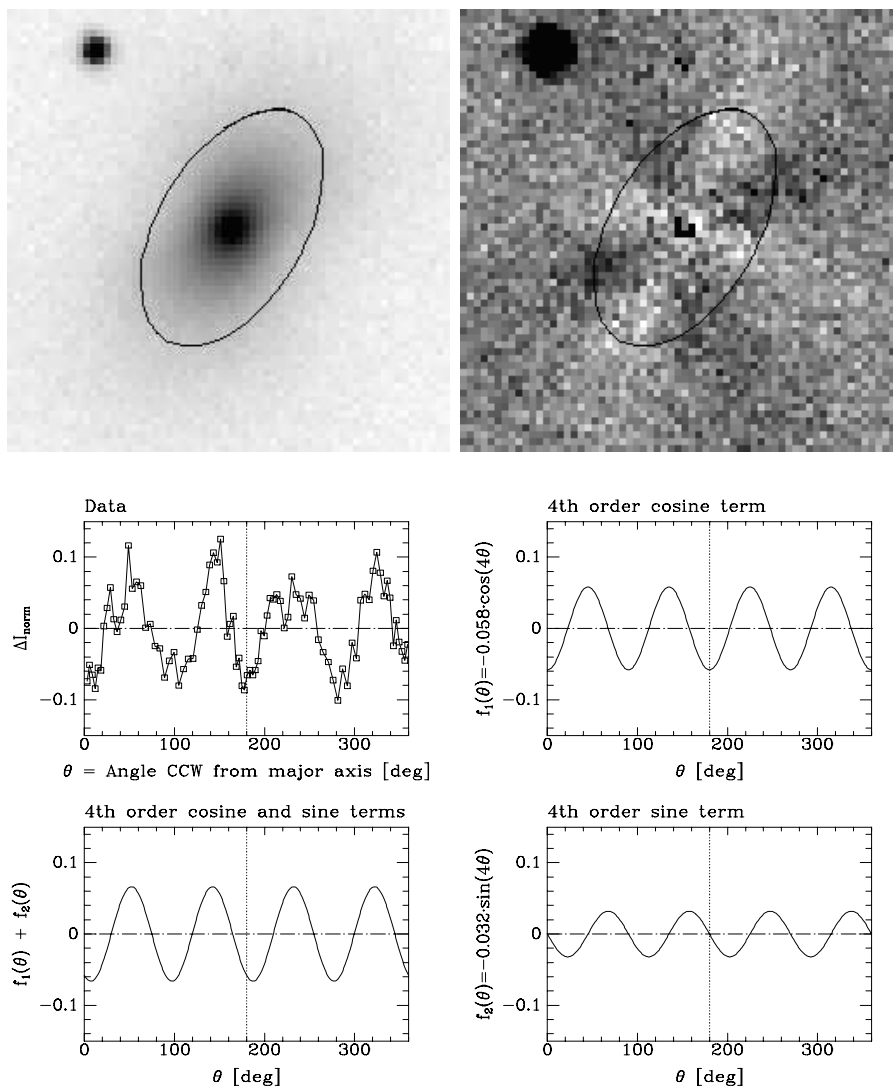 Data
0.1
0
−0.1
ΔI_norm
0 100 200 300
θ = Angle CCW from major axis [deg]
4th order cosine term
0.1
0
−0.1
f₁(θ)=−0.058·cos(4θ)
0 100 200 300
θ [deg]
4th order cosine and sine terms
0.1
0
−0.1
f₁(θ) + f₂(θ)
0 100 200 300
θ [deg]
4th order sine term
0.1
0
−0.1
f₂(θ)=−0.032·sin(4θ)
0 100 200 300
θ [deg]